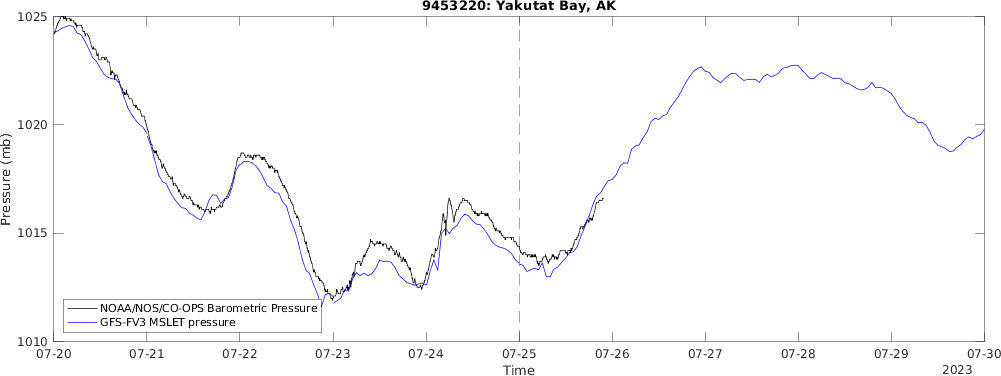 9453220: Yakutat Bay, AK
Pressure (mb)
1025
1020
1015
1010
NOAA/NOS/CO-OPS Barometric Pressure
GFS-FV3 MSLET pressure
07-20 07-21 07-22 07-23 07-24 07-25 07-26 07-27 07-28 07-29 07-30
Time
2023